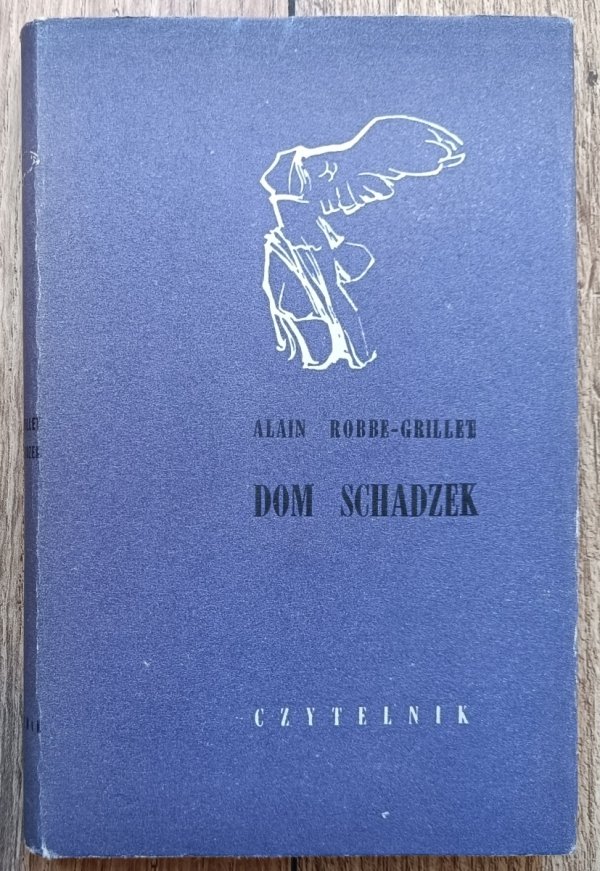 ALAIN ROBBE-GRILLET
DOM SCHADZEK
CZYTELNIK